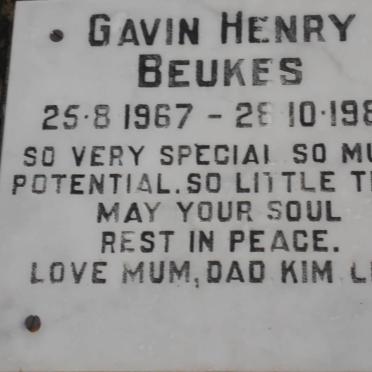 GAVIN HENRY
BEUKES
25·8 1967 - 28 10·198
SO VERY SPECIAL SO MU
POTENTIAL. SO LITTLE T
MAY YOUR SOUL
REST IN PEACE.
LOVE MUM, DAD KIM L